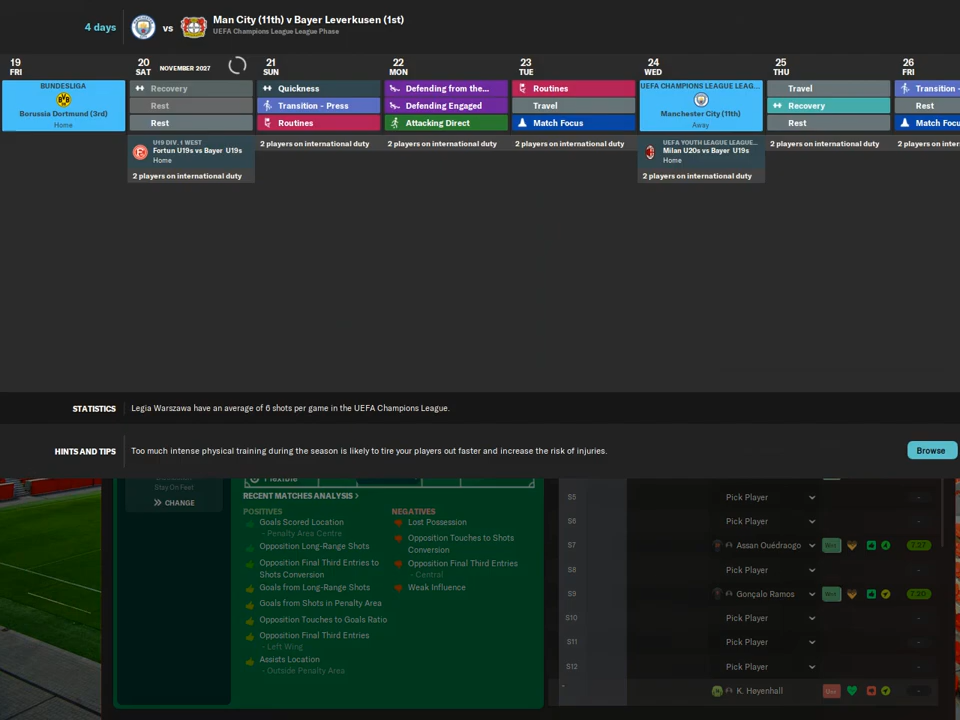 4 days
vs
Man City (11th) v Bayer Leverkusen (1st)
UEFA Champions League League Phase
19
FRI
20
SAT
NOVEMBER 2027
21
SUN
22
MON
23
TUE
24
WED
25
THU
26
FRI
BUNDESLIGA
Borussia Dortmund (3rd)
Home
Recovery
Rest
Rest
Quickness
Transition - Press
Routines
Defending from the...
Defending Engaged
Attacking Direct
Routines
Travel
Match Focus
UEFA CHAMPIONS LEAGUE LEAG...
Manchester City (11th)
Away
Travel
Recovery
Rest
Transition -
Rest
Match Focu
U19 DIV. 1 WEST
Fortun U19s vs Bayer U19s
Home
2 players on international duty
2 players on international duty
2 players on international duty
2 players on international duty
UEFA YOUTH LEAGUE LEAGUE...
Milan U20s vs Bayer U19s
Home
2 players on international duty
2 players on international duty
2 players on intern
STATISTICS
Legia Warszawa have an average of 6 shots per game in the UEFA Champions League.
HINTS AND TIPS
Too much intense physical training during the season is likely to tire your players out faster and increase the risk of injuries.
Browse
Stay On Feet
CHANGE
Flexible
RECENT MATCHES ANALYSIS >
POSITIVES
Goals Scored Location
- Penalty Area Centre
Opposition Long-Range Shots
Opposition Final Third Entries to
Shots Conversion
Goals from Long-Range Shots
Goals from Shots in Penalty Area
Opposition Touches to Goals Ratio
Opposition Final Third Entries
- Left Wing
Assists Location
- Outside Penalty Area
NEGATIVES
Lost Possession
Opposition Touches to Shots
Conversion
Opposition Final Third Entries
- Central
Weak Influence
S5
Pick Player
-
S6
Pick Player
-
S7
Assan Ouédraogo
Wnt
7.27
S8
Pick Player
-
S9
Gonçalo Ramos
Wnt
7.20
S10
Pick Player
-
S11
Pick Player
-
S12
Pick Player
-
-
K. Høyenhall
-